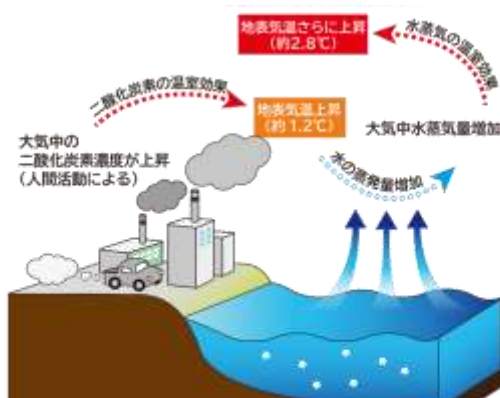 地表気温さらに上昇
(約2.8℃)
水蒸気の温室効果
二酸化炭素の温室効果
地表気温上昇
(約1.2℃)
大気中の
二酸化炭素濃度が上昇
(人間活動による)
大気中水蒸気量増加
水の蒸発量増加